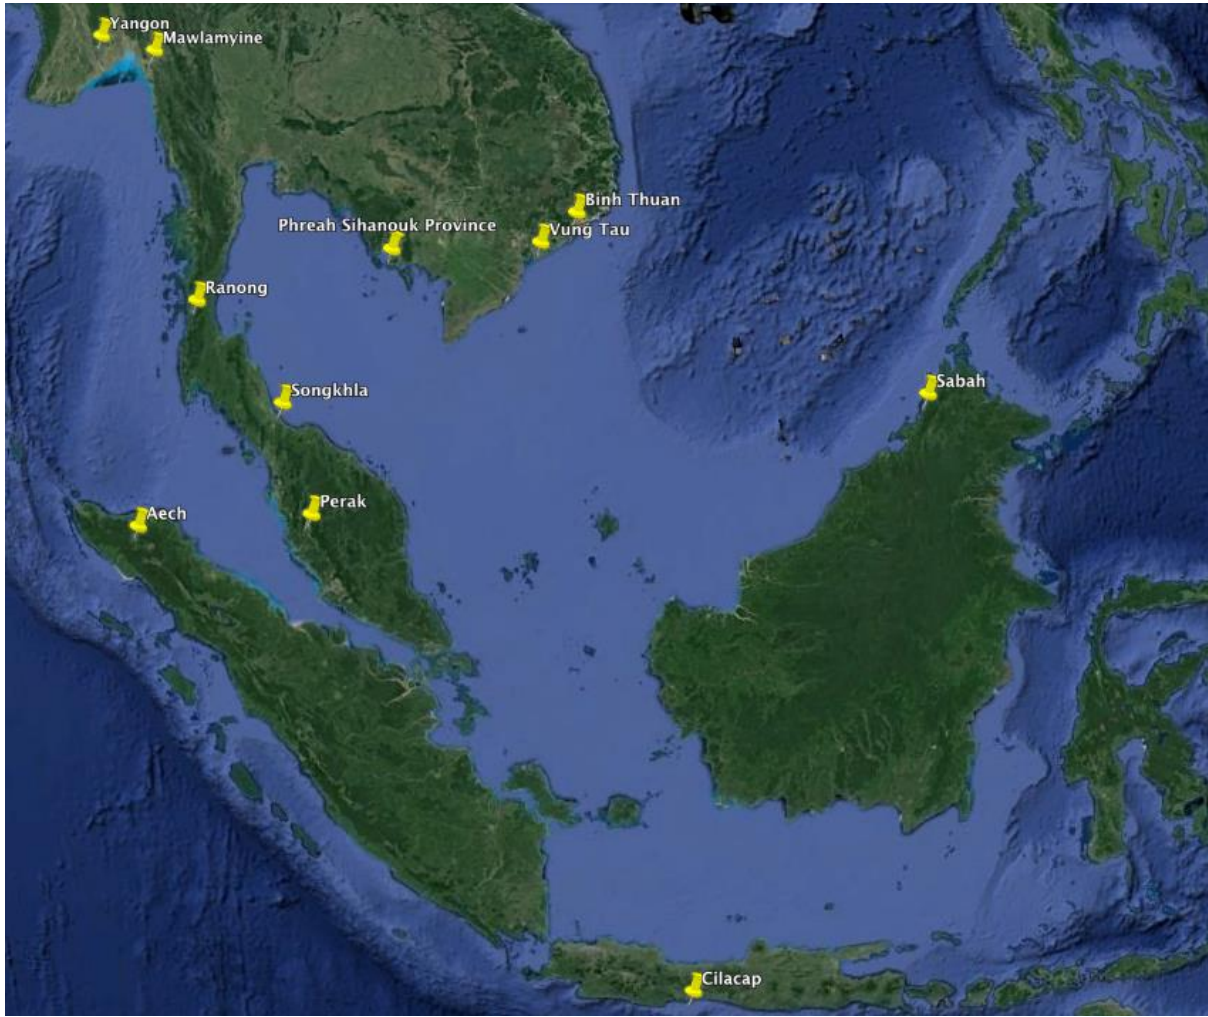 Yangon
Mawlamyine
Binh Thuan
Phreah Sihanouk Province
Vung Tau
Ranong
Sabah
Songkhla
Perak
Aech
Cilacap